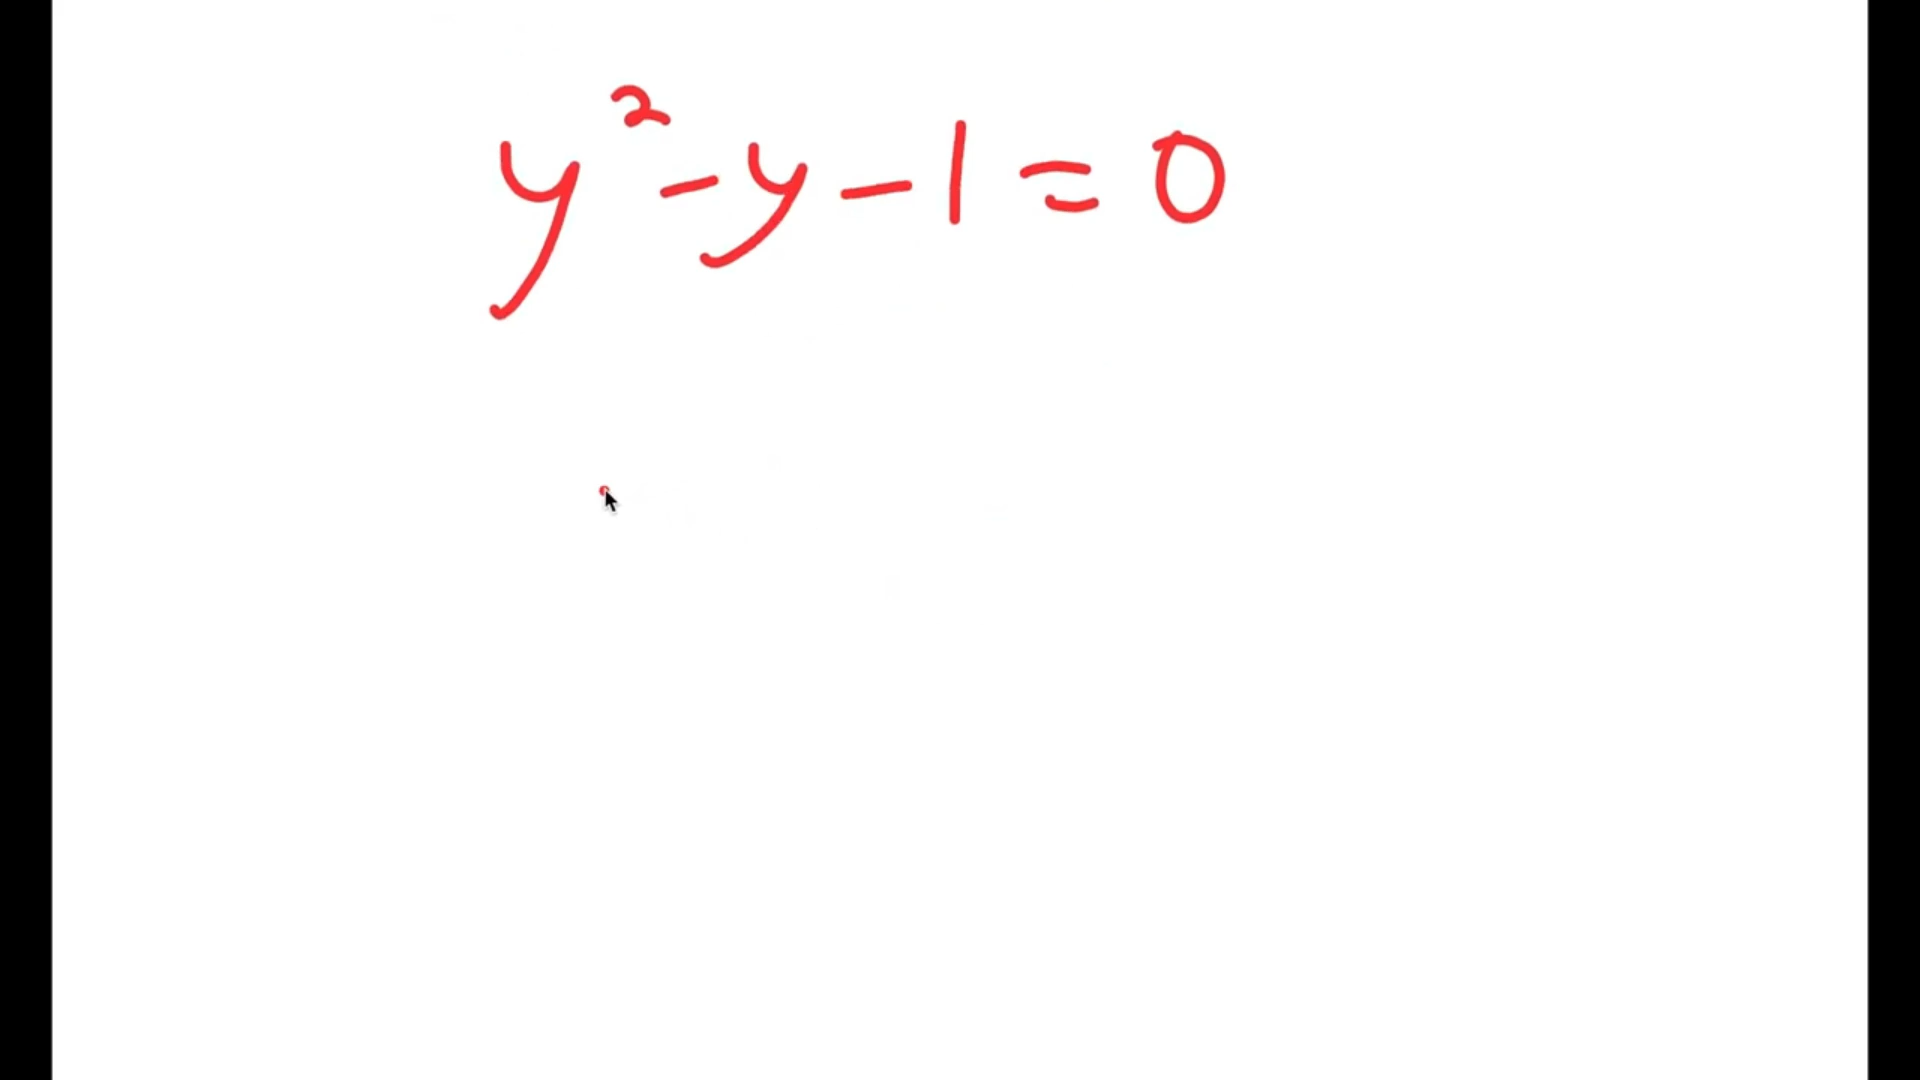 y² - y - 1 = 0